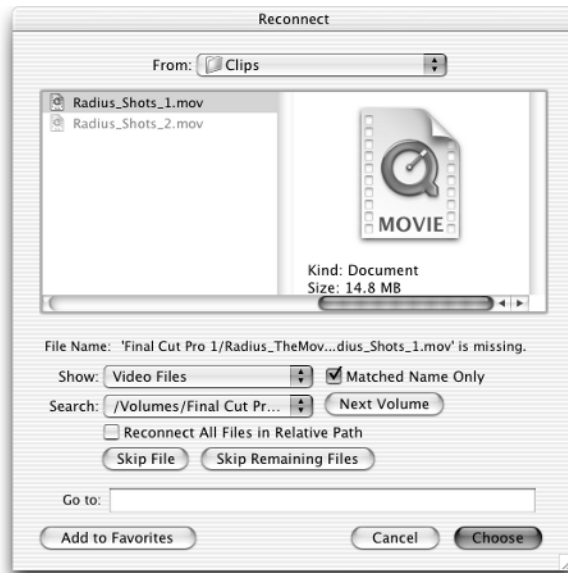 Reconnect
From: Clips
Radius_Shots_1.mov
Radius_Shots_2.mov
MOVIE
Kind: Document
Size: 14.8 MB
File Name: 'Final Cut Pro 1/Radius_TheMov...dius_Shots_1.mov' is missing.
Show: Video Files Matched Name Only
Search: /Volumes/Final Cut Pr... Next Volume
Reconnect All Files in Relative Path
Skip File Skip Remaining Files
Go to:
Add to Favorites Cancel Choose